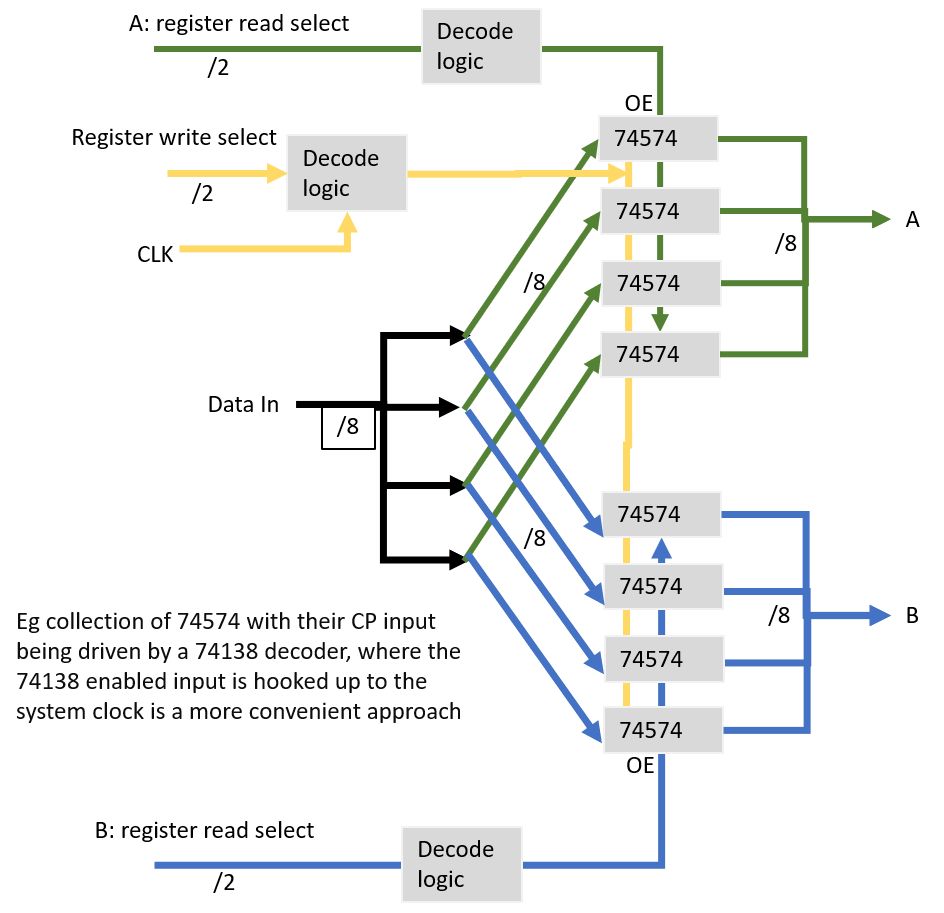 A: register read select
/2
Decode
logic
OE
Register write select
/2
Decode
logic
CLK
74574
74574
74574
74574
/8
/8
A
Data In
/8
74574
74574
74574
74574
/8
/8
B
OE
Eg collection of 74574 with their CP input
being driven by a 74138 decoder, where the
74138 enabled input is hooked up to the
system clock is a more convenient approach
B: register read select
/2
Decode
logic